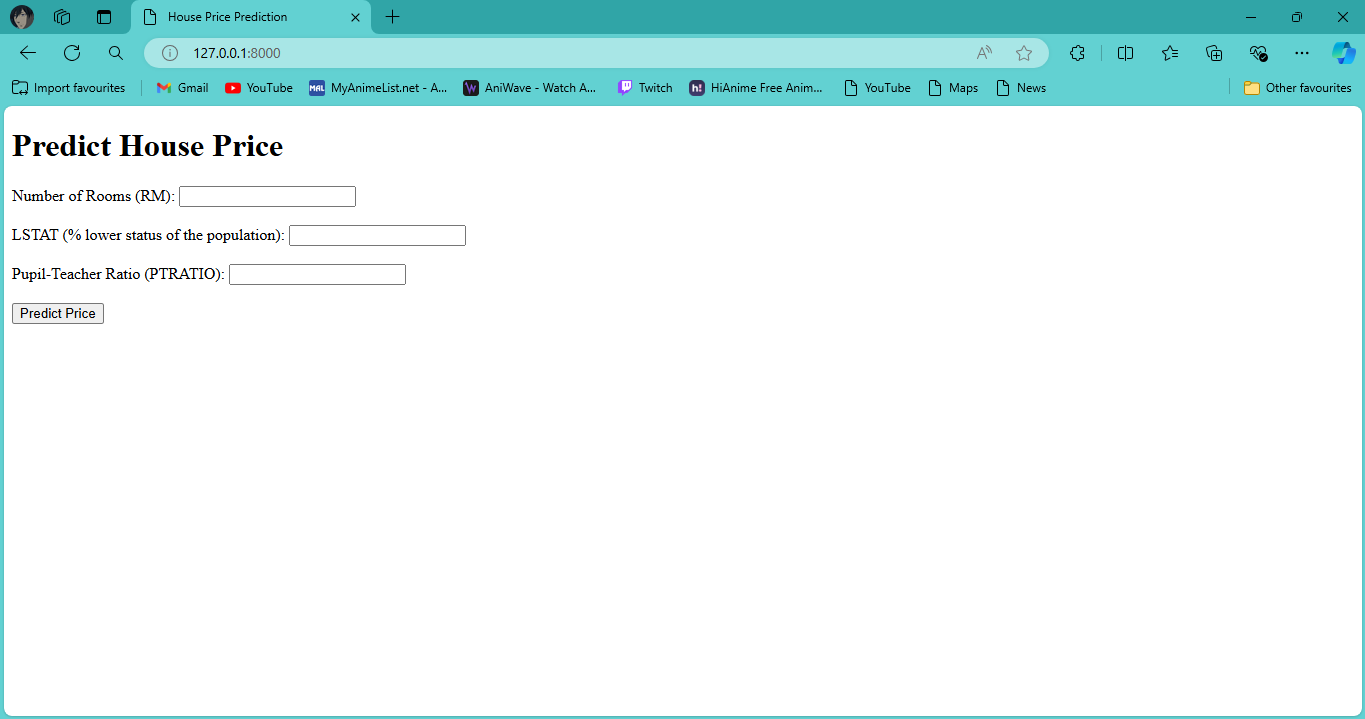 House Price Prediction
127.0.0.1:8000
Import favourites Gmail YouTube MAL MyAnimeList.net - A... W AniWave - Watch A... Twitch h! HiAnime Free Anim... YouTube Maps News Other favourites
Predict House Price
Number of Rooms (RM):
LSTAT (% lower status of the population):
Pupil-Teacher Ratio (PTRATIO):
Predict Price